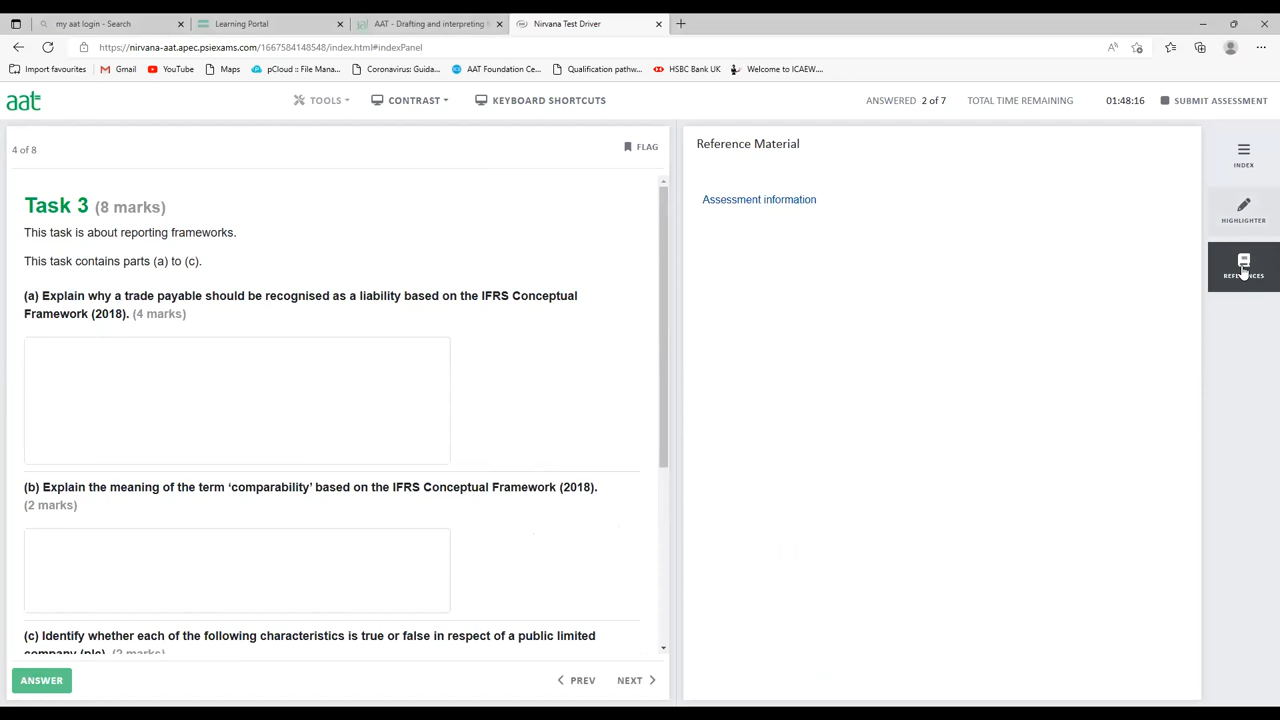 my aat login - Search
Learning Portal
AAT - Drafting and interpreting
Nirvana Test Driver
https://nirvana-aat.apec.psiexams.com/1667584148548/index.html#indexPanel
Import favourites
Gmail
YouTube
Maps
pCloud :: File Mana...
Coronavirus: Guida...
AAT Foundation Ce...
Qualification pathw...
HSBC Bank UK
Welcome to ICAEW....
aat
TOOLS
CONTRAST
KEYBOARD SHORTCUTS
ANSWERED 2 of 7
TOTAL TIME REMAINING
01:48:16
SUBMIT ASSESSMENT
4 of 8
FLAG
Task 3 (8 marks)
This task is about reporting frameworks.
This task contains parts (a) to (c).
(a) Explain why a trade payable should be recognised as a liability based on the IFRS Conceptual
Framework (2018). (4 marks)
(b) Explain the meaning of the term ‘comparability’ based on the IFRS Conceptual Framework (2018).
(2 marks)
(c) Identify whether each of the following characteristics is true or false in respect of a public limited
company (plc). (2 marks)
ANSWER
PREV
NEXT
Reference Material
Assessment information
INDEX
HIGHLIGHTER
REFERENCES